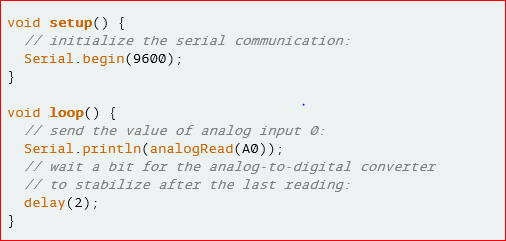 void setup() {
  // initialize the serial communication:
  Serial.begin(9600);
}

void loop() {
  // send the value of analog input 0:
  Serial.println(analogRead(A0));
  // wait a bit for the analog-to-digital converter
  // to stabilize after the last reading:
  delay(2);
}